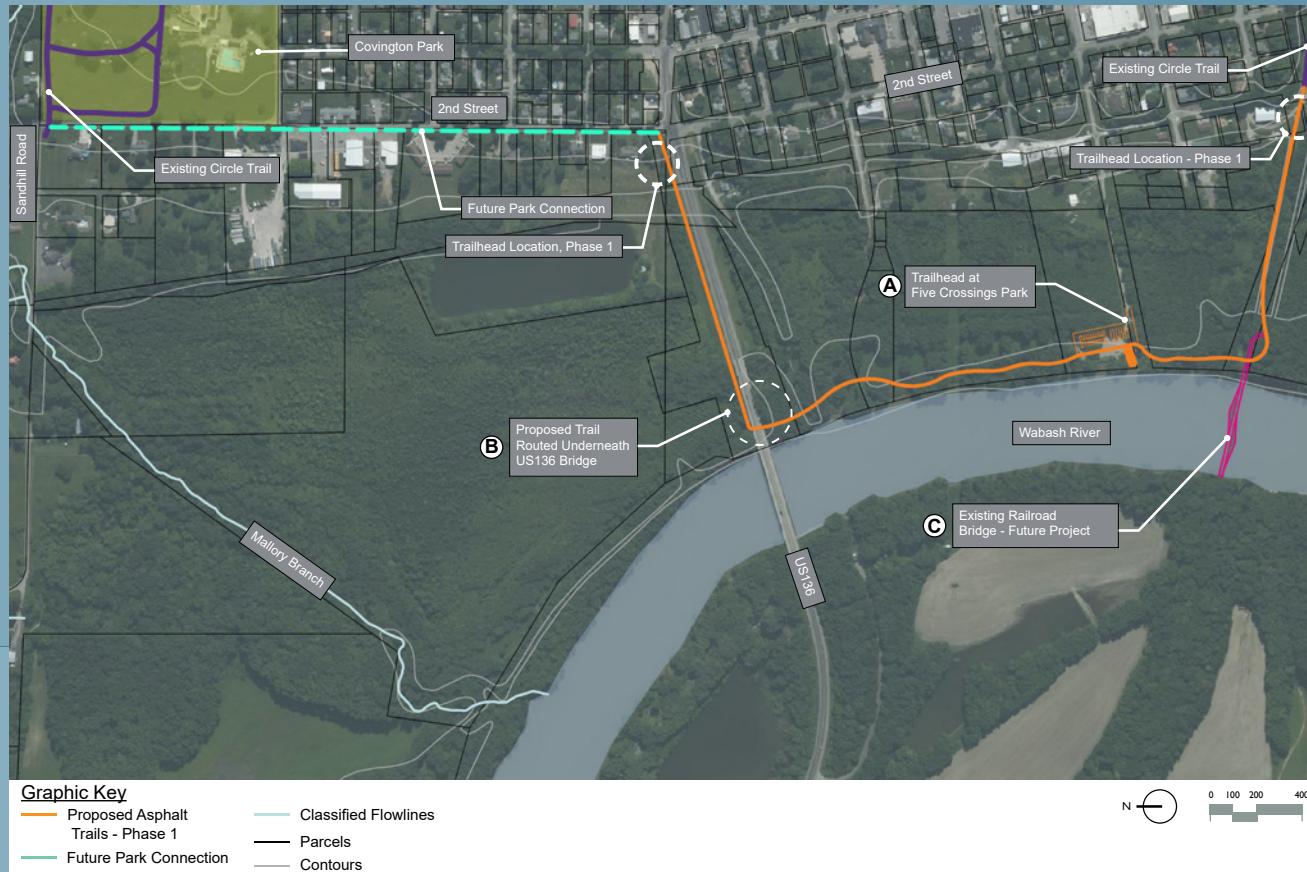 Covington Park
Existing Circle Trail
2nd Street
2nd Street
Sandhill Road
Existing Circle Trail
Trailhead Location - Phase 1
Future Park Connection
Trailhead Location, Phase 1
A
Trailhead at
Five Crossings Park
B
Proposed Trail
Routed Underneath
US136 Bridge
Wabash River
C
Existing Railroad
Bridge - Future Project
Mallory Branch
US136
Graphic Key
Proposed Asphalt
Trails - Phase 1
Future Park Connection
Classified Flowlines
Parcels
Contours
N
0 100 200 400